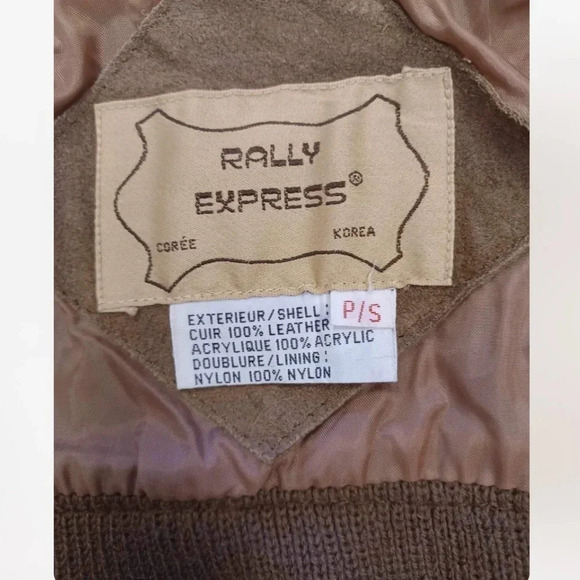 RALLY
EXPRESS®
CORÉE KOREA
P/S
EXTERIEUR/SHELL:
CUIR 100% LEATHER
ACRYLIQUE 100% ACRYLIC
DOUBLURE/LINING:
NYLON 100% NYLON